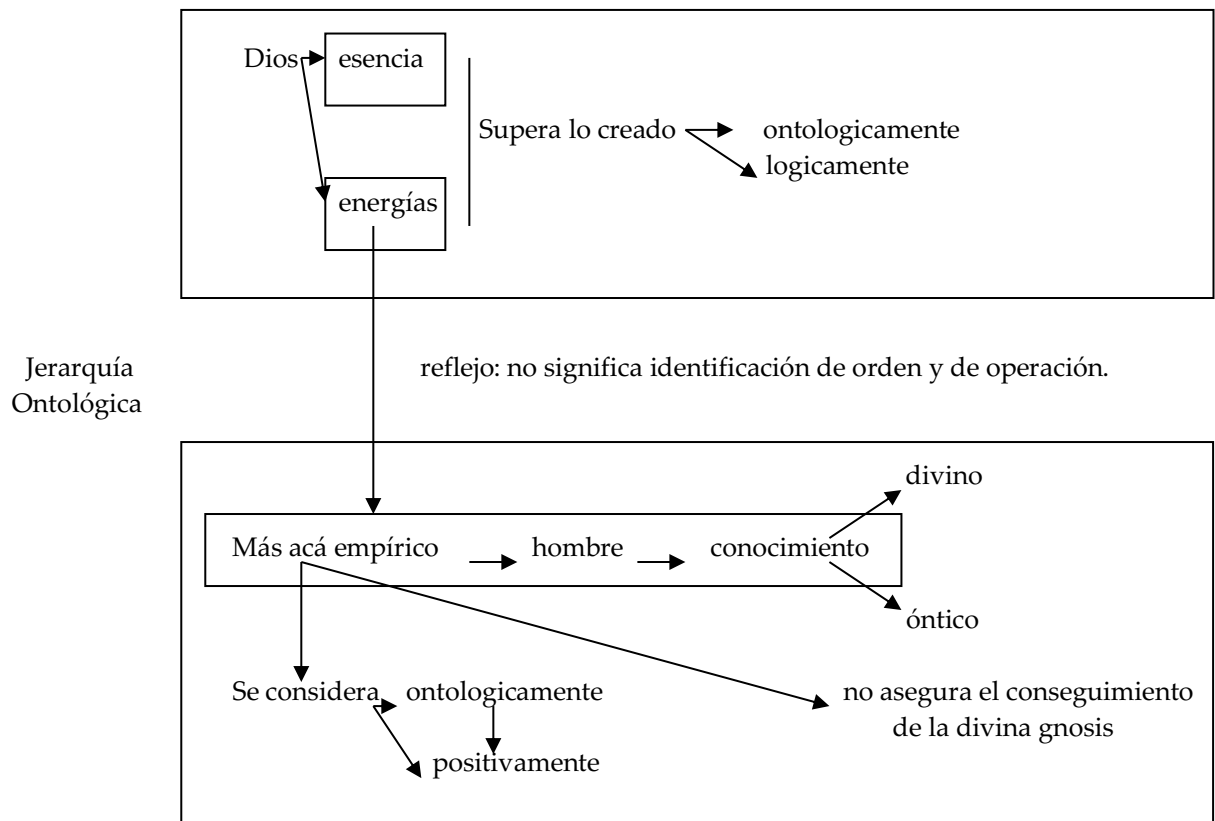 Dios
esencia
Supera lo creado
ontologicamente
logicamente
energías
Jerarquía
Ontológica
reflejo: no significa identificación de orden y de operación.
divino
Más acá empírico
hombre
conocimiento
óntico
Se considera
ontologicamente
positivamente
no asegura el conseguimiento
de la divina gnosis